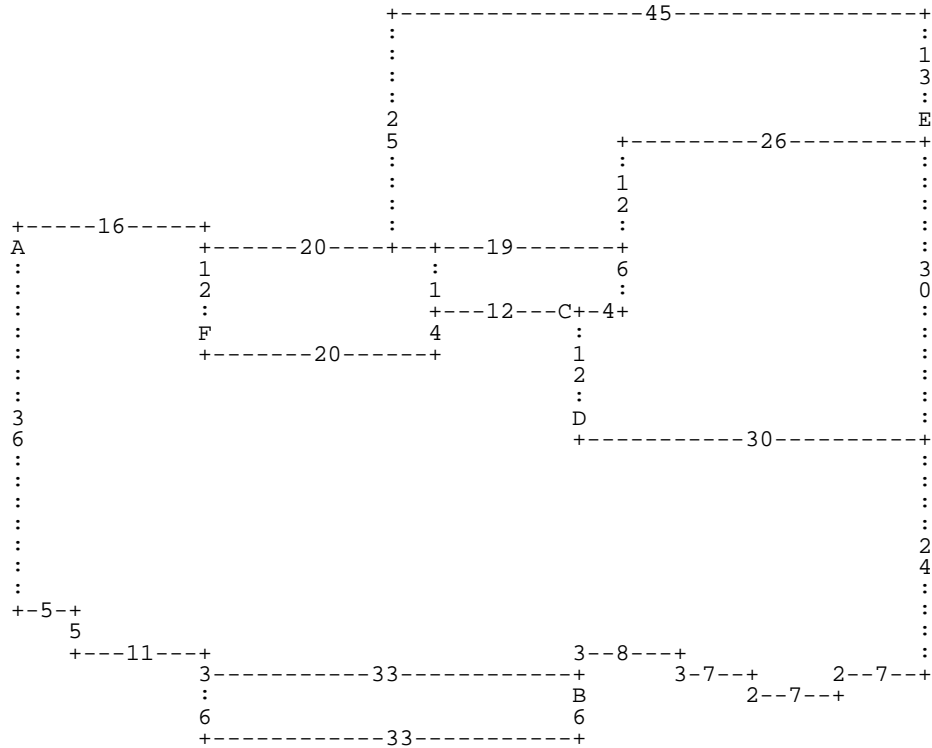 +----------------45---------------------+
: :
: 1
: 3
: :
2 E
5 +---------26---------+
: : :
: 1 :
: 2 :
+-----16-----+ : : :
A +------20----+--+---19-------+ :
: 1 : 6 3
: 2 1 : 0
: : +---12---C+-4+ :
: F 4 : :
: +-------20------+ 1 :
: 2 :
: : :
3 D :
6 +-----------30----------+
: :
: :
: :
: :
: 2
: 4
: :
+-5-+ :
5 :
+---11---+ 3--8---+ :
3-----------33-----------+ 3-7--+ 2--7--+
: B 2--7--+
6 6
+------------33-----------+